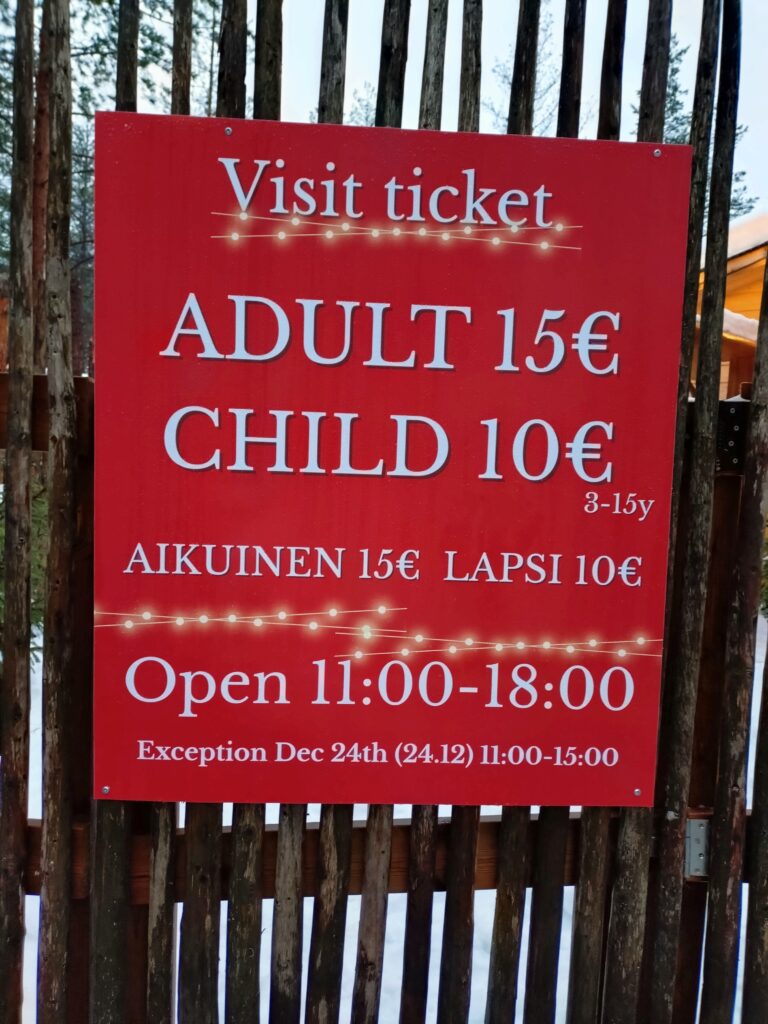 Visit ticket
ADULT 15€
CHILD 10€
3-15y
AIKUINEN 15€ LAPSI 10€
Open 11:00-18:00
Exception Dec 24th (24.12) 11:00-15:00